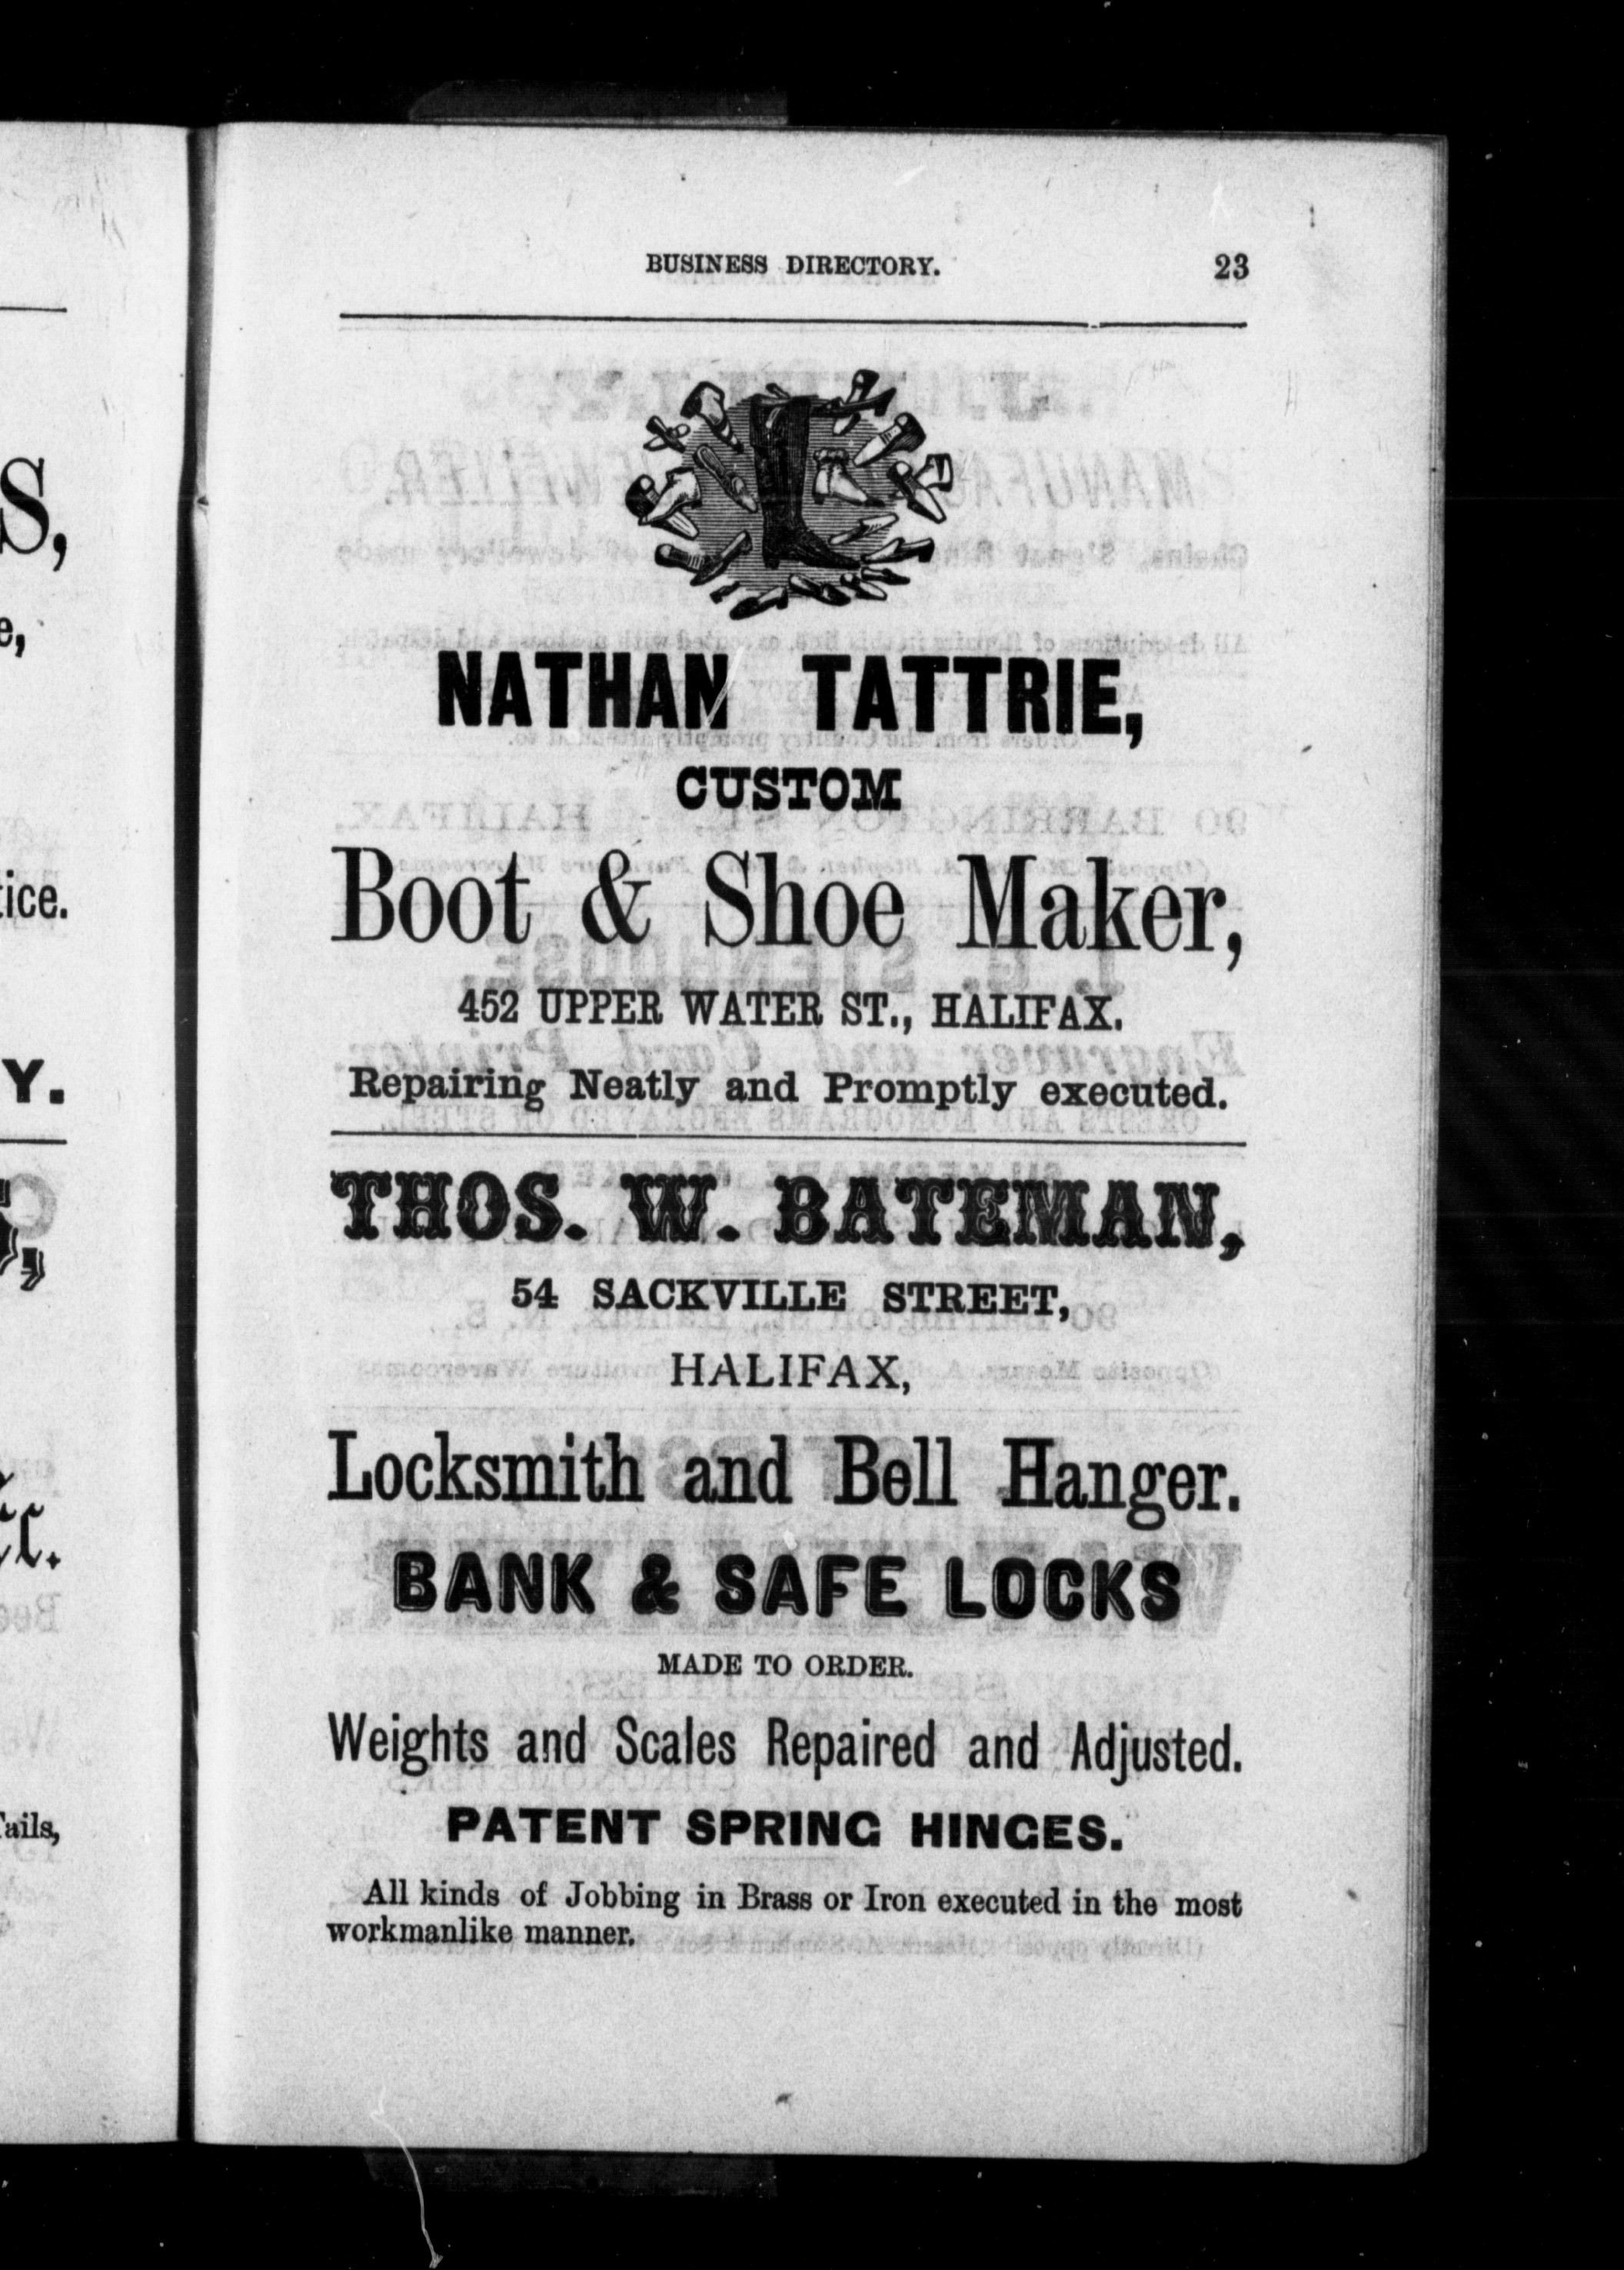 BUSINESS DIRECTORY. 23
NATHAN TATTRIE,
CUSTOM
Boot & Shoe Maker,
452 UPPER WATER ST., HALIFAX.
Repairing Neatly and Promptly executed.
THOS. W. BATEMAN,
54 SACKVILLE STREET,
HALIFAX,
Locksmith and Bell Hanger.
BANK & SAFE LOCKS
MADE TO ORDER.
Weights and Scales Repaired and Adjusted.
PATENT SPRING HINGES.
All kinds of Jobbing in Brass or Iron executed in the most
workmanlike manner.